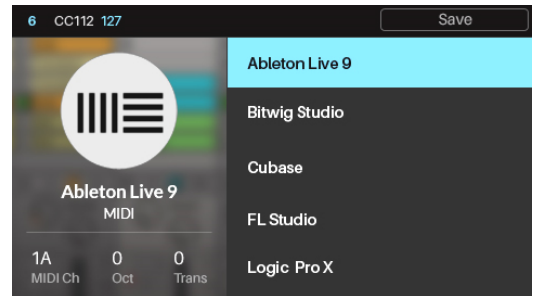 6 CC112 127 Save
Ableton Live 9
MIDI
1A 0 0
MIDI Ch Oct Trans
Ableton Live 9
Bitwig Studio
Cubase
FL Studio
Logic Pro X